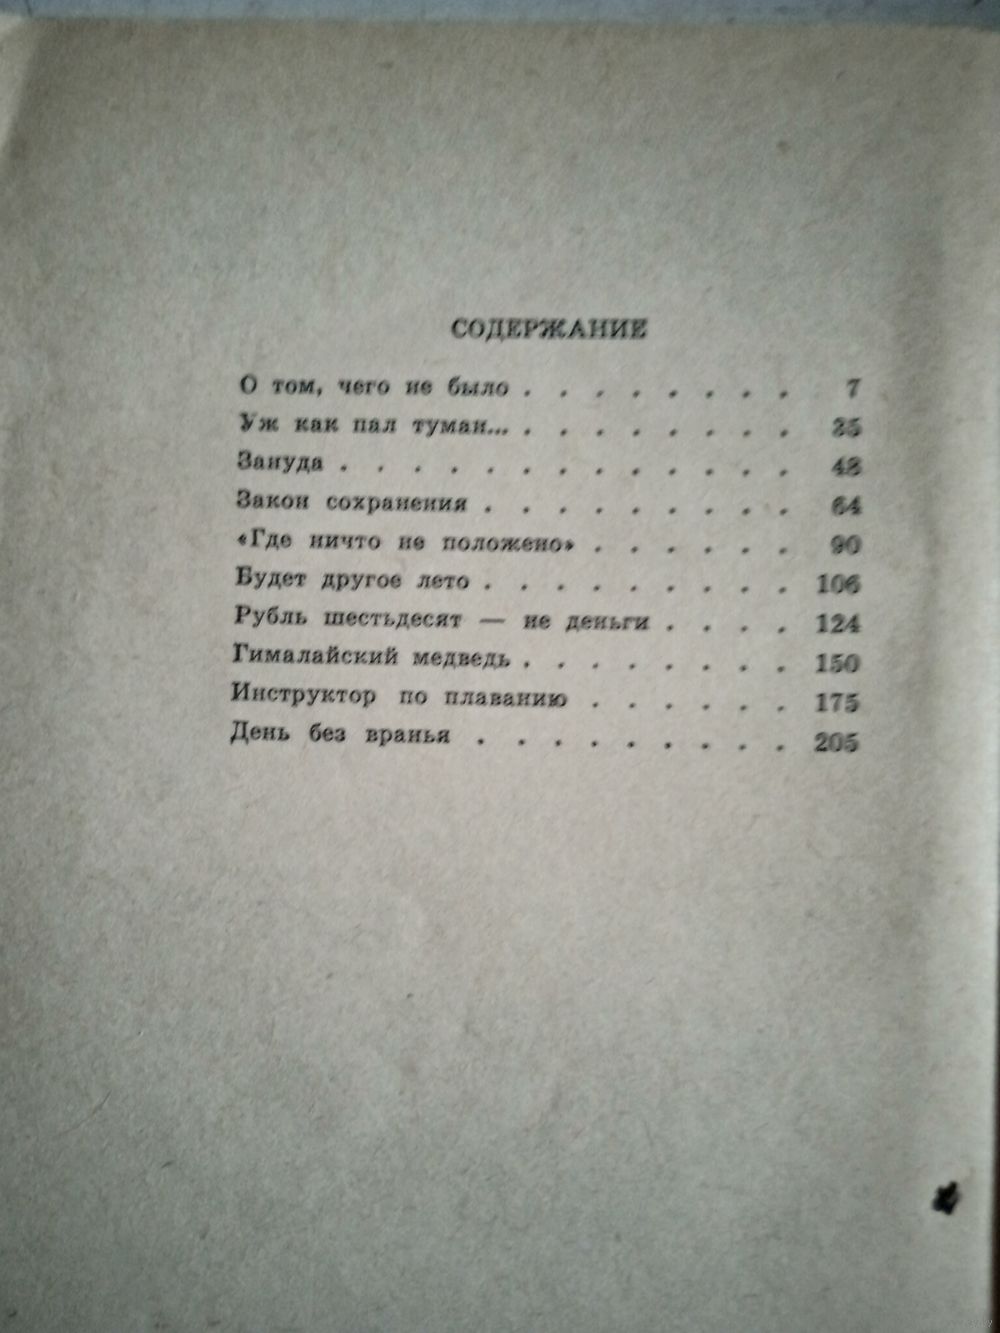 СОДЕРЖАНИЕ
О том, чего не было . . . . . . . . 7
Уж как пал туман... . . . . . . . .
Зануда . . . . . . . . . . . . . 48
Закон сохранения . . . . . . . . . 64
«Где ничто не положено» . . . . . . 90
Будет другое лето . . . . . . . . . 106
Рубль шестьдесят — не деньги . . . . 124
Гималайский медведь . . . . . . . . 150
Инструктор по плаванию . . . . . . 175
День без вранья . . . . . . . . . 205